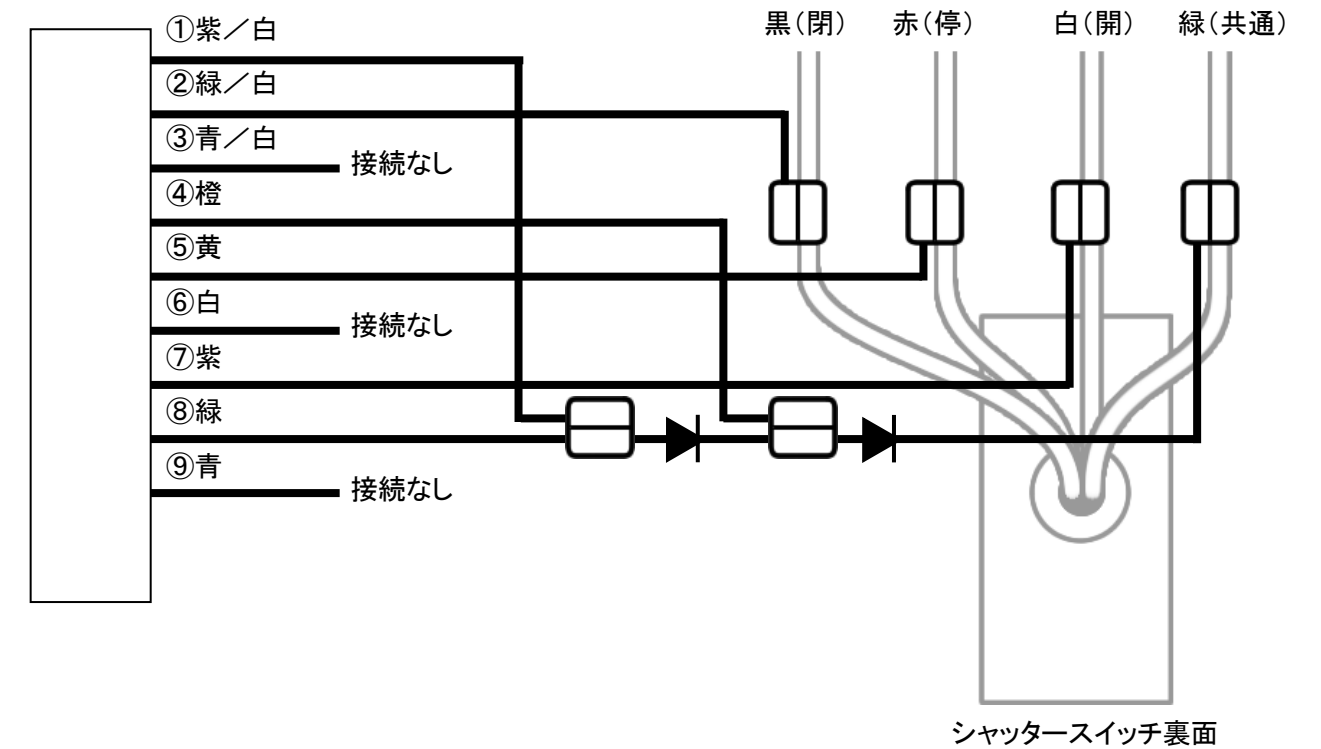 ①紫／白
②緑／白
③青／白
接続なし
④橙
⑤黄
⑥白
接続なし
⑦紫
⑧緑
⑨青
接続なし
黒（閉）
赤（停）
白（開）
緑（共通）
シャッタースイッチ裏面